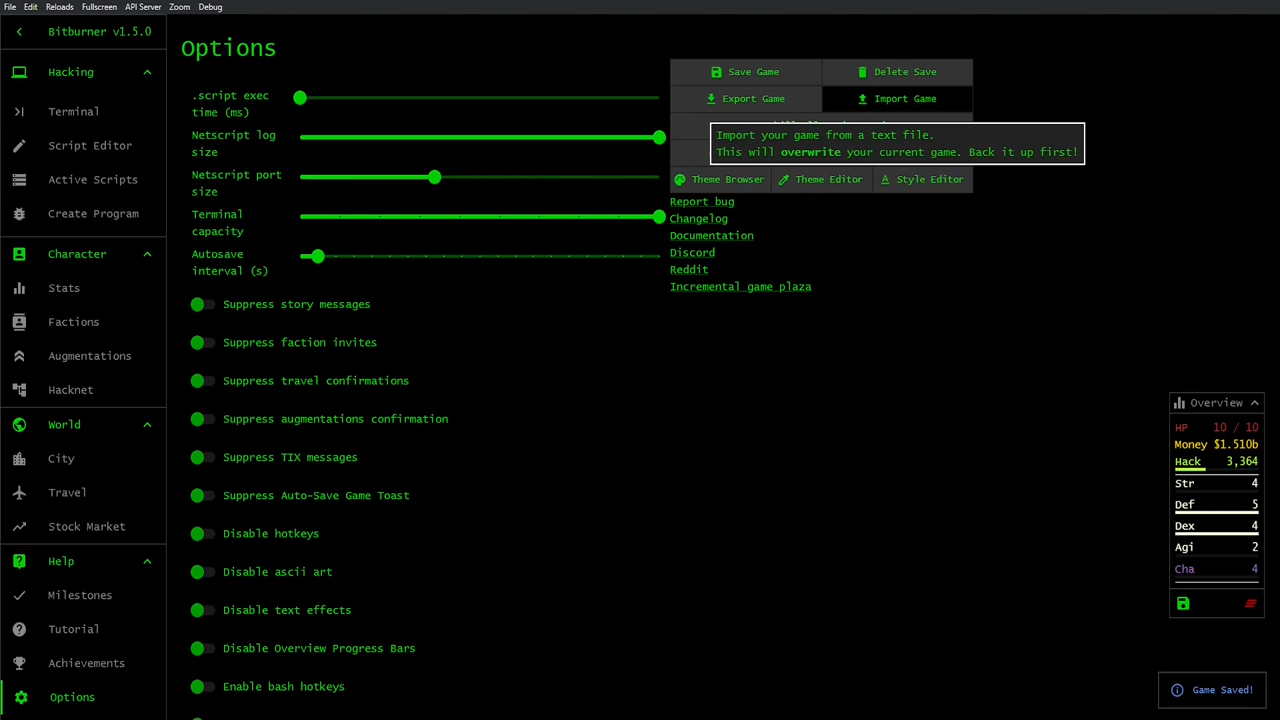 File Edit Reloads Fullscreen API Server Zoom Debug
Bitburner v1.5.0
Hacking
Terminal
Script Editor
Active Scripts
Create Program
Character
Stats
Factions
Augmentations
Hacknet
World
City
Travel
Stock Market
Help
Milestones
Tutorial
Achievements
Options
Options
.script exec
time (ms)
Netscript log
size
Netscript port
size
Terminal
capacity
Autosave
interval (s)
Suppress story messages
Suppress faction invites
Suppress travel confirmations
Suppress augmentations confirmation
Suppress TIX messages
Suppress Auto-Save Game Toast
Disable hotkeys
Disable ascii art
Disable text effects
Disable Overview Progress Bars
Enable bash hotkeys
Save Game Delete Save
Export Game Import Game
Import your game from a text file.
This will overwrite your current game. Back it up first!
Theme Browser Theme Editor Style Editor
Report bug
Changelog
Documentation
Discord
Reddit
Incremental game plaza
Overview
HP 10 / 10
Money $1.510b
Hack 3,364
Str 4
Def 5
Dex 4
Agi 2
Cha 4
Game Saved!